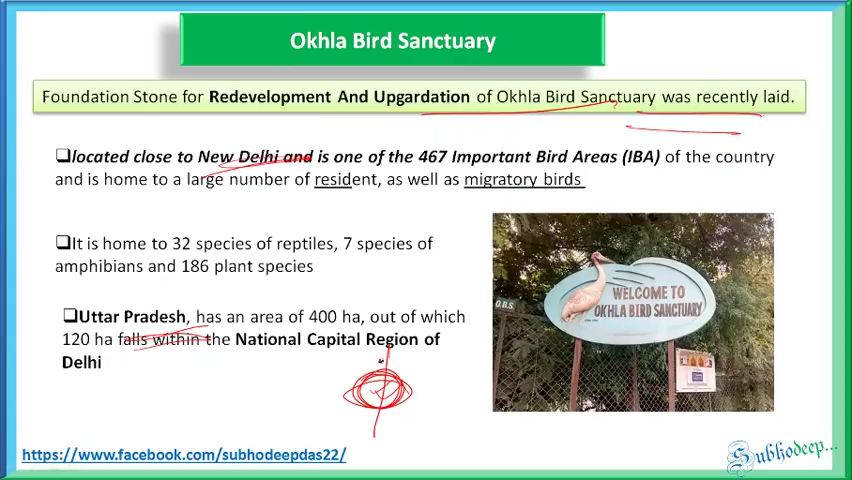 Okhla Bird Sanctuary
Foundation Stone for Redevelopment And Upgardation of Okhla Bird Sanctuary was recently laid.
❑located close to New Delhi and is one of the 467 Important Bird Areas (IBA) of the country
and is home to a large number of resident, as well as migratory birds
❑It is home to 32 species of reptiles, 7 species of
amphibians and 186 plant species
❑Uttar Pradesh, has an area of 400 ha, out of which
120 ha falls within the National Capital Region of
Delhi
O.B.S.
WELCOME TO
OKHLA BIRD SANCTUARY
https://www.facebook.com/subhodeepdas22/
Subhodeep...